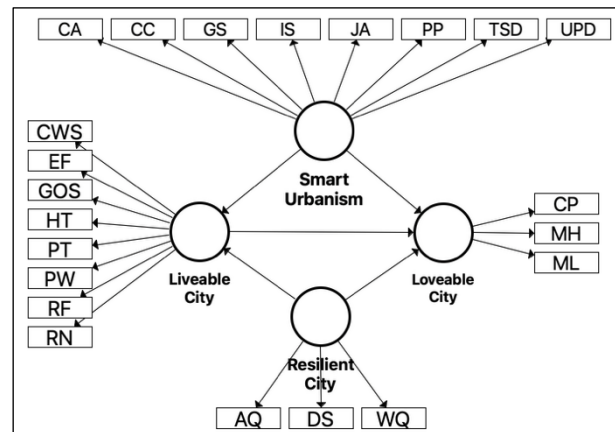 CA CC GS IS JA PP TSD UPD
CWS
EF
GOS
HT
PT
PW
RF
RN
Smart
Urbanism
Liveable
City
Loveable
City
CP
MH
ML
Resilient
City
AQ DS WQ